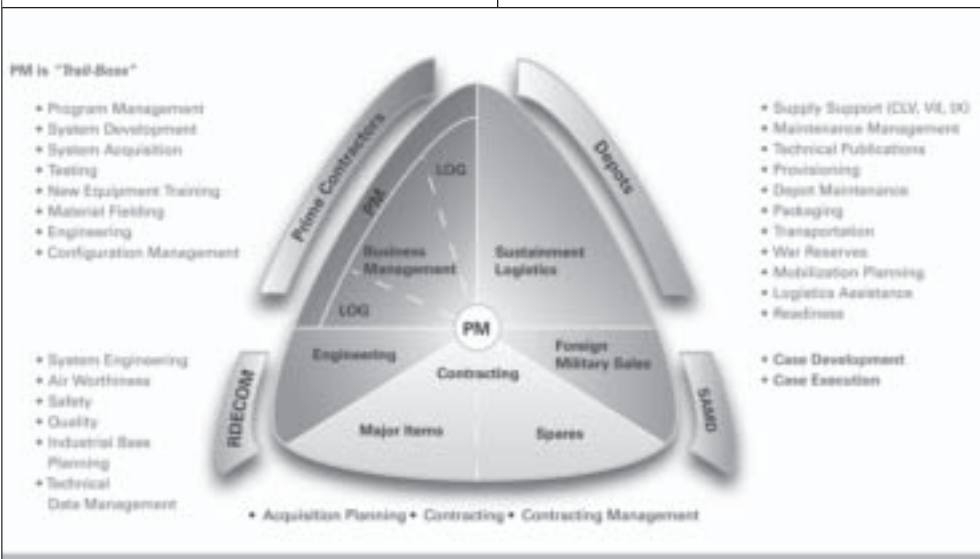 PM is "Trail-Boss"
• Program Management
• System Development
• System Acquisition
• Testing
• New Equipment Training
• Material Fielding
• Engineering
• Configuration Management
• System Engineering
• Air Worthiness
• Safety
• Quality
• Industrial Base
Planning
• Technical
Data Management
Prime Contractors
PM
LOG
Business
Management
LOG
Engineering
RDECOM
PM
Contracting
Major Items
Spares
Depots
Sustainment
Logistics
Foreign
Military Sales
SAMD
• Supply Support (CLV, VII, IX)
• Maintenance Management
• Technical Publications
• Provisioning
• Depot Maintenance
• Packaging
• Transportation
• War Reserves
• Mobilization Planning
• Logistics Assistance
• Readiness
• Case Development
• Case Execution
• Acquisition Planning • Contracting • Contracting Management